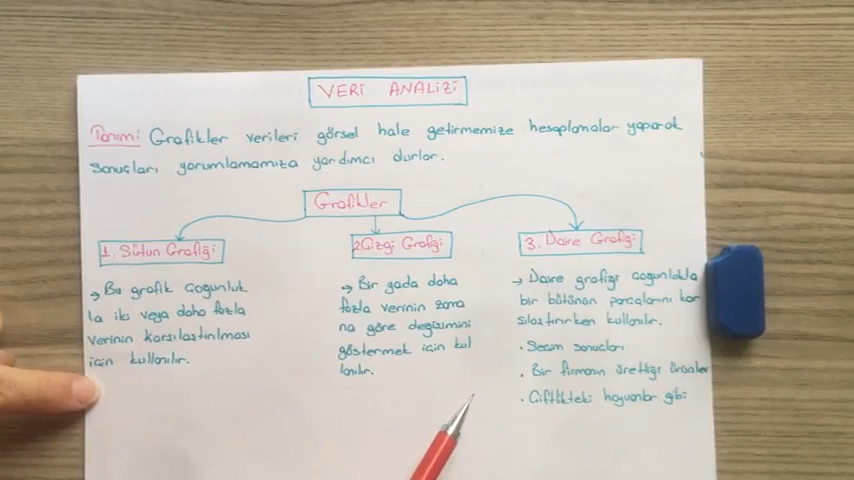 VERİ ANALİZİ
Tanımı Grafikler verileri görsel hale getirmemize hesaplamalar yaparak
sonuçları yorumlamamıza yardımcı olurlar.
Grafikler
1. Sütun Grafiği
→ Bu grafik çoğunluk
la iki veya daha fazla
verinin karşılaştırılması
için kullanılır.
2. Çizgi Grafiği
→ Bir yada daha
fazla verinin zama
na göre değişimini
göstermek için kul
lanılır.
3. Daire Grafiği
→ Daire grafiği çoğunlukla
bir bütünün parçalarını kar
şılaştırırken kullanılır.
• Seçim sonuçları
• Bir firmanın ürettiği ürünler
• Çiftlikteki hayvanlar gibi